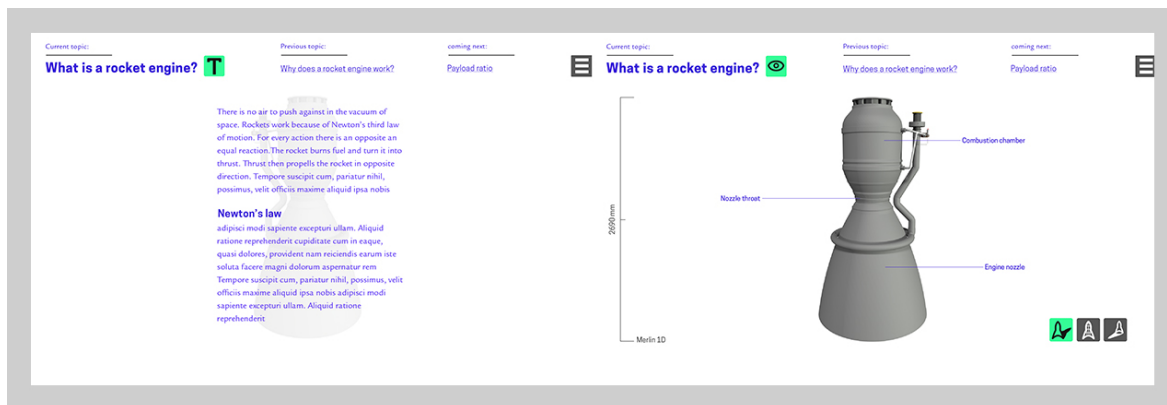 Current topic:
What is a rocket engine? T
Previous topic:
Why does a rocket engine work?
coming next:
Payload ratio
There is no air to push against in the vacuum of
space. Rockets work because of Newton's third law
of motion. For every action there is an opposite an
equal reaction.The rocket burns fuel and turn it into
thrust. Thrust then propells the rocket in opposite
direction. Tempore suscipit cum, pariatur nihil,
possimus, velit officiis maxime aliquid ipsa nobis
Newton's law
adipisci modi sapiente excepturi ullam. Aliquid
ratione reprehenderit cupiditate cum in eaque,
quasi dolores, provident nam reiciendis earum iste
soluta facere magni dolorum aspernatur rem
Tempore suscipit cum, pariatur nihil, possimus, velit
officiis maxime aliquid ipsa nobis adipisci modi
sapiente excepturi ullam. Aliquid ratione
reprehenderit
Current topic:
What is a rocket engine?
Previous topic:
Why does a rocket engine work?
coming next:
Payload ratio
Combustion chamber
Nozzle throat
2690mm
Engine nozzle
Merlin 1D